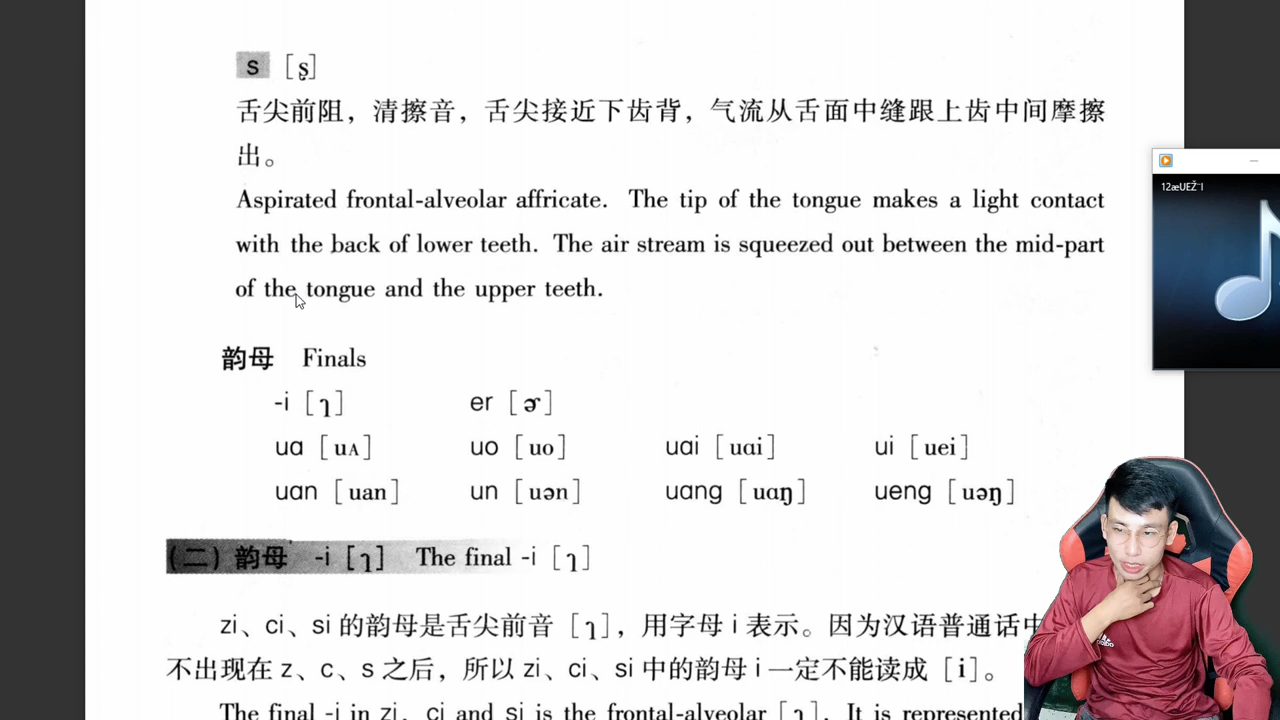 s [ʂ]
舌尖前阻，清擦音，舌尖接近下齿背，气流从舌面中缝跟上齿中间摩擦
出。
Aspirated frontal-alveolar affricate. The tip of the tongue makes a light contact
with the back of lower teeth. The air stream is squeezed out between the mid-part
of the tongue and the upper teeth.
韵母 Finals
-i [ɿ] er [ɚ]
ua [uᴀ] uo [uo] uai [uai] ui [uei]
uan [uan] un [uən] uang [uɑŋ] ueng [uəŋ]
(二) 韵母 -i [ɿ] The final -i [ɿ]
zi、ci、si 的韵母是舌尖前音 [ɿ]，用字母 i 表示。因为汉语普通话中
不出现在 z、c、s 之后，所以 zi、ci、si 中的韵母 i 一定不能读成 [i]。
The final -i in zi, ci and si is the frontal-alveolar [ɿ]. It is represented
12æUEŽ¨l